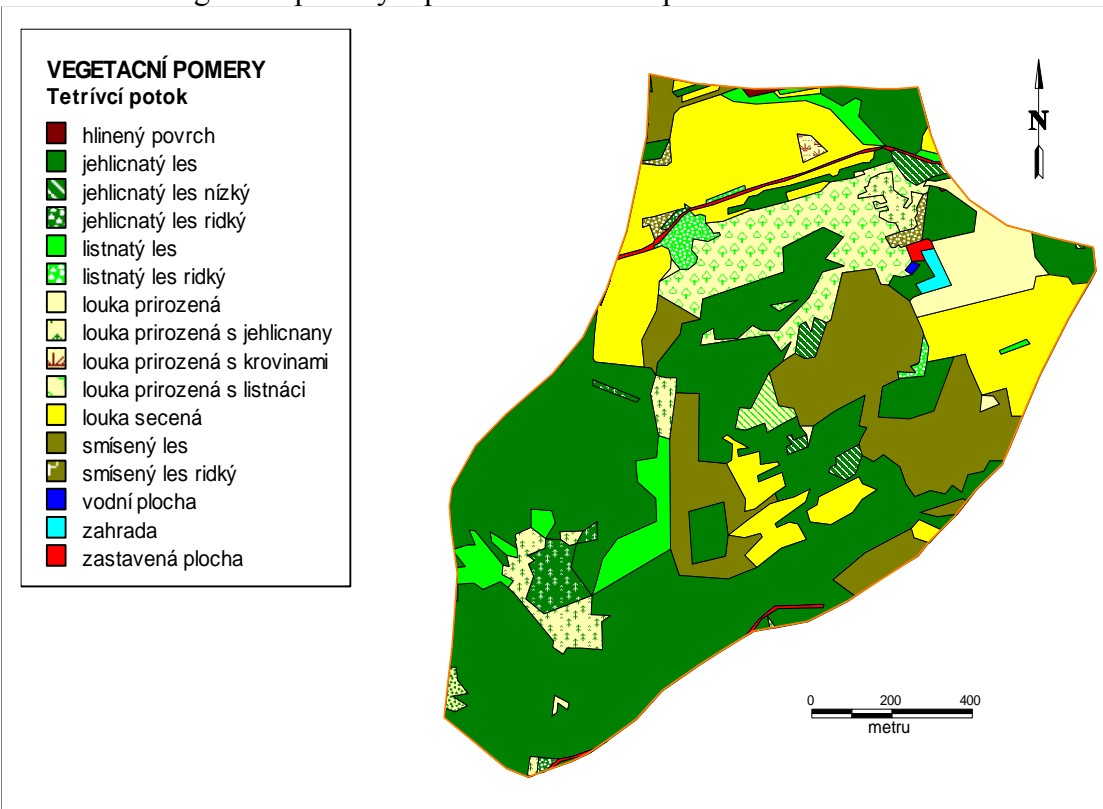 VEGETACNÍ POMERY
Tetrívcí potok
hlinený povrch
jehlicnatý les
jehlicnatý les nízký
jehlicnatý les ridký
listnatý les
listnatý les ridký
louka prirozená
louka prirozená s jehlicnany
louka prirozená s krovinami
louka prirozená s listnáci
louka secená
smísený les
smísený les ridký
vodní plocha
zahrada
zastavená plocha
N
0 200 400
metru